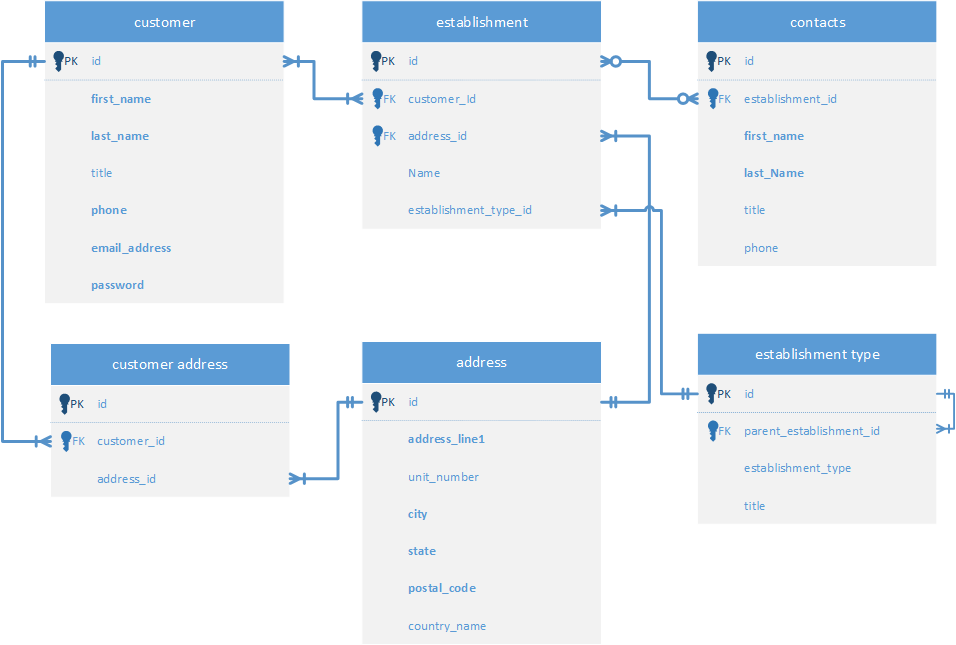 customer
PK id
first_name
last_name
title
phone
email_address
password
establishment
PK id
FK customer_Id
FK address_id
Name
establishment_type_id
contacts
PK id
FK establishment_id
first_name
last_Name
title
phone
customer address
PK id
FK customer_id
address_id
address
PK id
address_line1
unit_number
city
state
postal_code
country_name
establishment type
PK id
FK parent_establishment_id
establishment_type
title